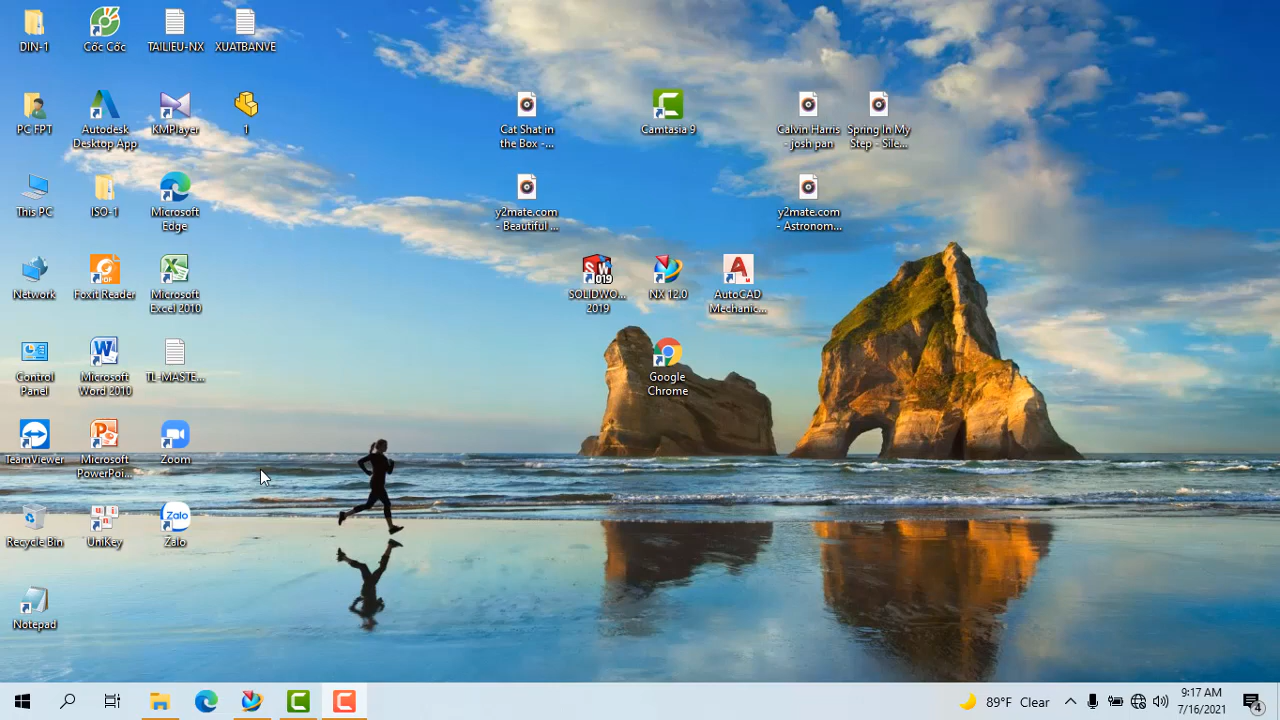 DIN-1
Cốc Cốc
TAILIEU-NX
XUATBANVE
PC FPT
Autodesk
Desktop App
KMPlayer
1
Cat Shat in
the Box -...
Camtasia 9
Calvin Harris
- josh pan
Spring In My
Step - Sile...
This PC
ISO-1
Microsoft
Edge
y2mate.com
- Beautiful ...
y2mate.com
- Astronom...
Network
Foxit Reader
Microsoft
Excel 2010
SOLIDWO...
2019
NX 12.0
AutoCAD
Mechanic...
Control
Panel
Microsoft
Word 2010
TL-MASTE...
Google
Chrome
TeamViewer
Microsoft
PowerPoi...
Zoom
Recycle Bin
UniKey
Zalo
Zalo
Notepad
89°F Clear
9:17 AM
7/16/2021
4